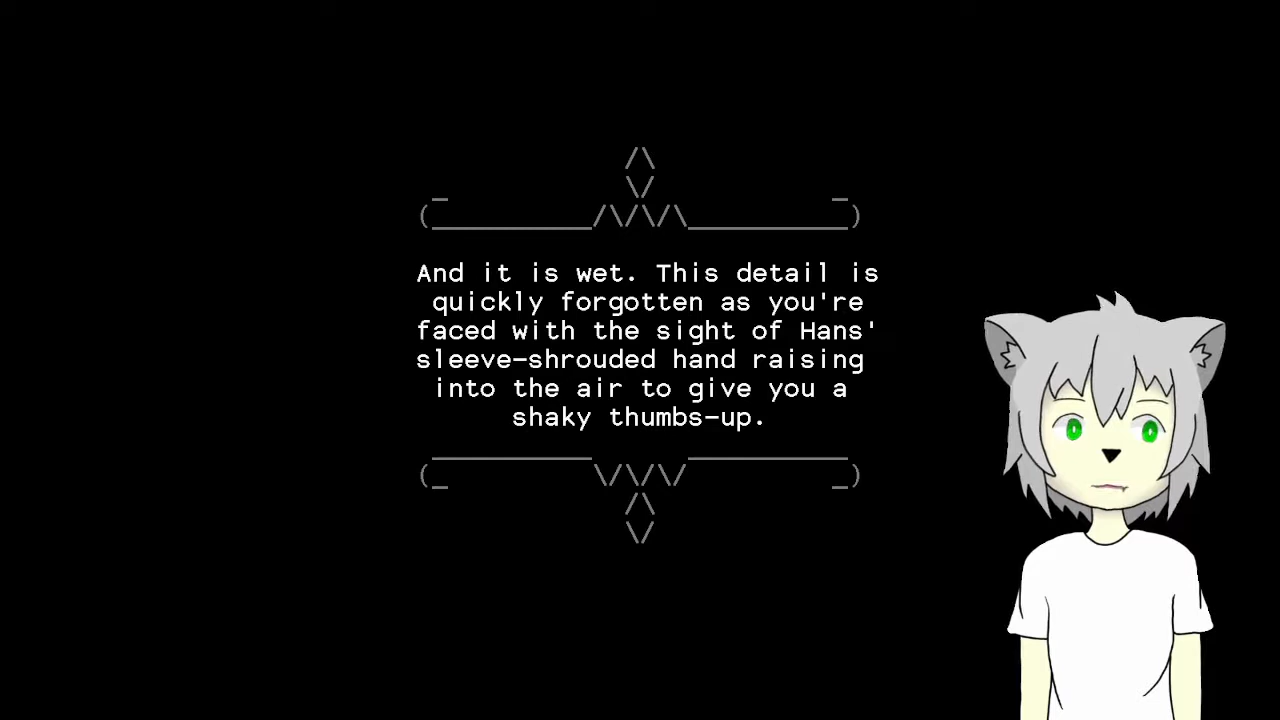 And it is wet. This detail is
quickly forgotten as you're
faced with the sight of Hans'
sleeve-shrouded hand raising
into the air to give you a
shaky thumbs-up.